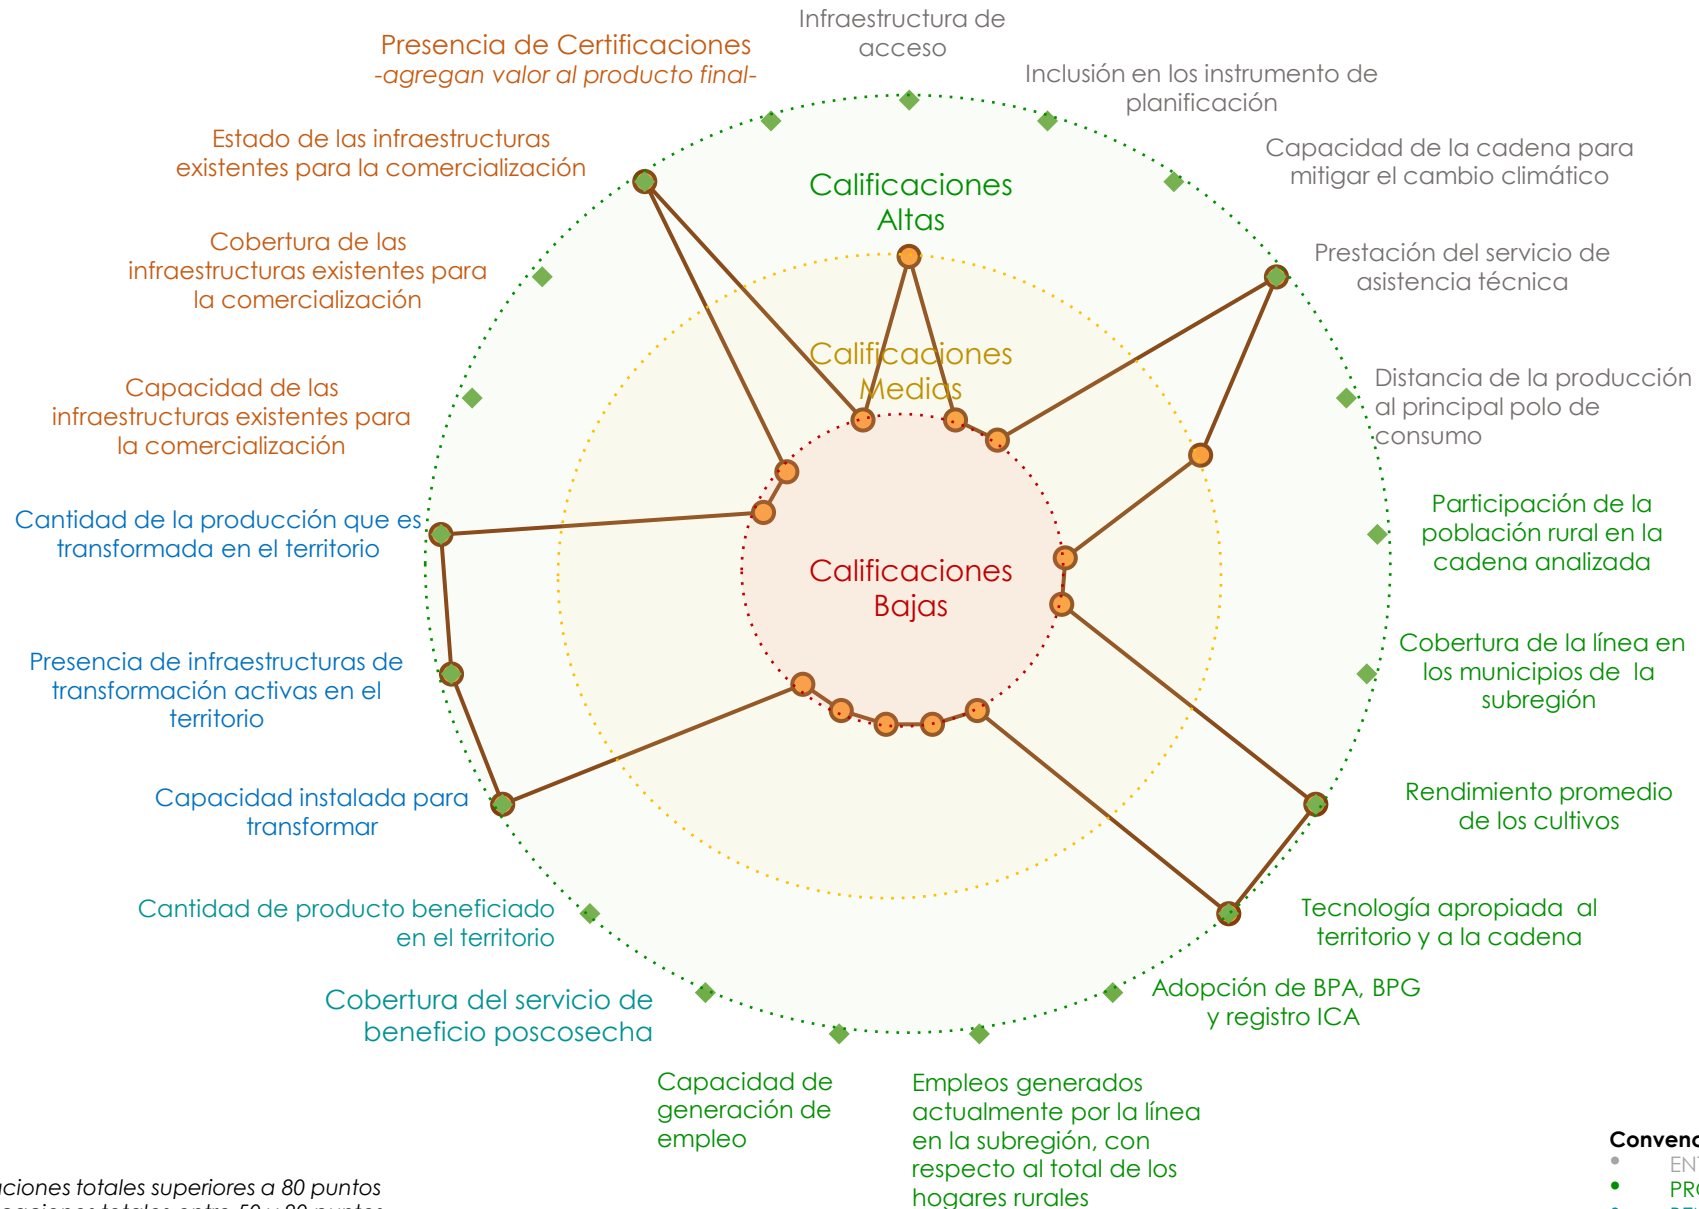 Infraestructura de
acceso
Presencia de Certificaciones
-agregan valor al producto final-
Inclusión en los instrumento de
planificación
Estado de las infraestructuras
existentes para la comercialización
Capacidad de la cadena para
mitigar el cambio climático
Calificaciones
Altas
Cobertura de las
infraestructuras existentes para
la comercialización
Prestación del servicio de
asistencia técnica
Calificaciones
Medias
Capacidad de las
infraestructuras existentes para
la comercialización
Distancia de la producción
al principal polo de
consumo
Cantidad de la producción que es
transformada en el territorio
Participación de la
población rural en la
cadena analizada
Calificaciones
Bajas
Presencia de infraestructuras de
transformación activas en el
territorio
Cobertura de la línea en
los municipios de la
subregión
Capacidad instalada para
transformar
Rendimiento promedio
de los cultivos
Cantidad de producto beneficiado
en el territorio
Tecnología apropiada al
territorio y a la cadena
Cobertura del servicio de
beneficio poscosecha
Adopción de BPA, BPG
y registro ICA
Capacidad de
generación de
empleo
Empleos generados
actualmente por la línea
en la subregión, con
respecto al total de los
hogares rurales
totales superiores a 80 puntos
totales entre 50 y 80 puntos